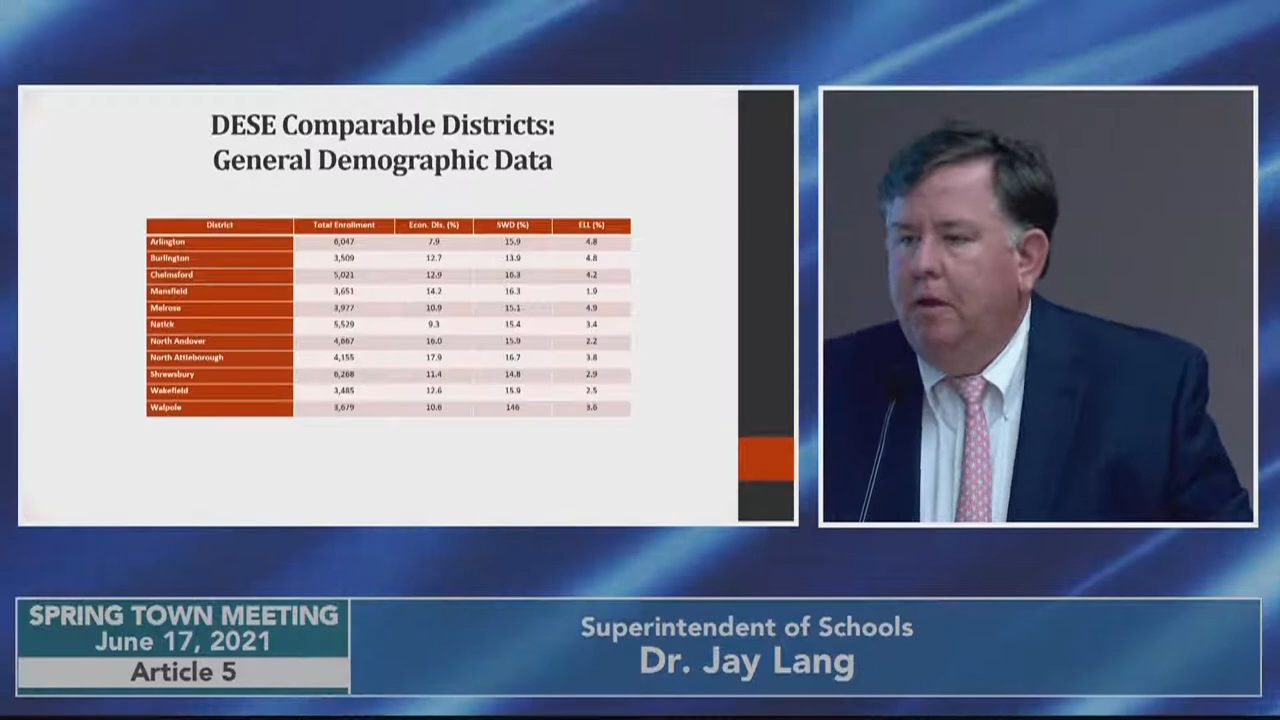 DESE Comparable Districts:
General Demographic Data
District Total Enrollment Econ. Dis. (%) SWD (%) ELL (%)
Arlington 6,047 7.9 15.9 4.8
Burlington 3,509 12.7 13.9 4.8
Chelmsford 5,021 12.9 16.3 4.2
Mansfield 3,651 14.2 16.3 1.9
Melrose 3,977 10.9 15.1 4.9
Natick 5,529 9.3 15.4 3.4
North Andover 4,667 16.0 15.9 2.2
North Attleborough 4,155 17.9 16.7 3.8
Shrewsbury 6,268 11.4 14.8 2.9
Wakefield 3,485 12.6 15.9 2.5
Walpole 3,679 10.6 146 3.6
SPRING TOWN MEETING
June 17, 2021
Article 5
Superintendent of Schools
Dr. Jay Lang